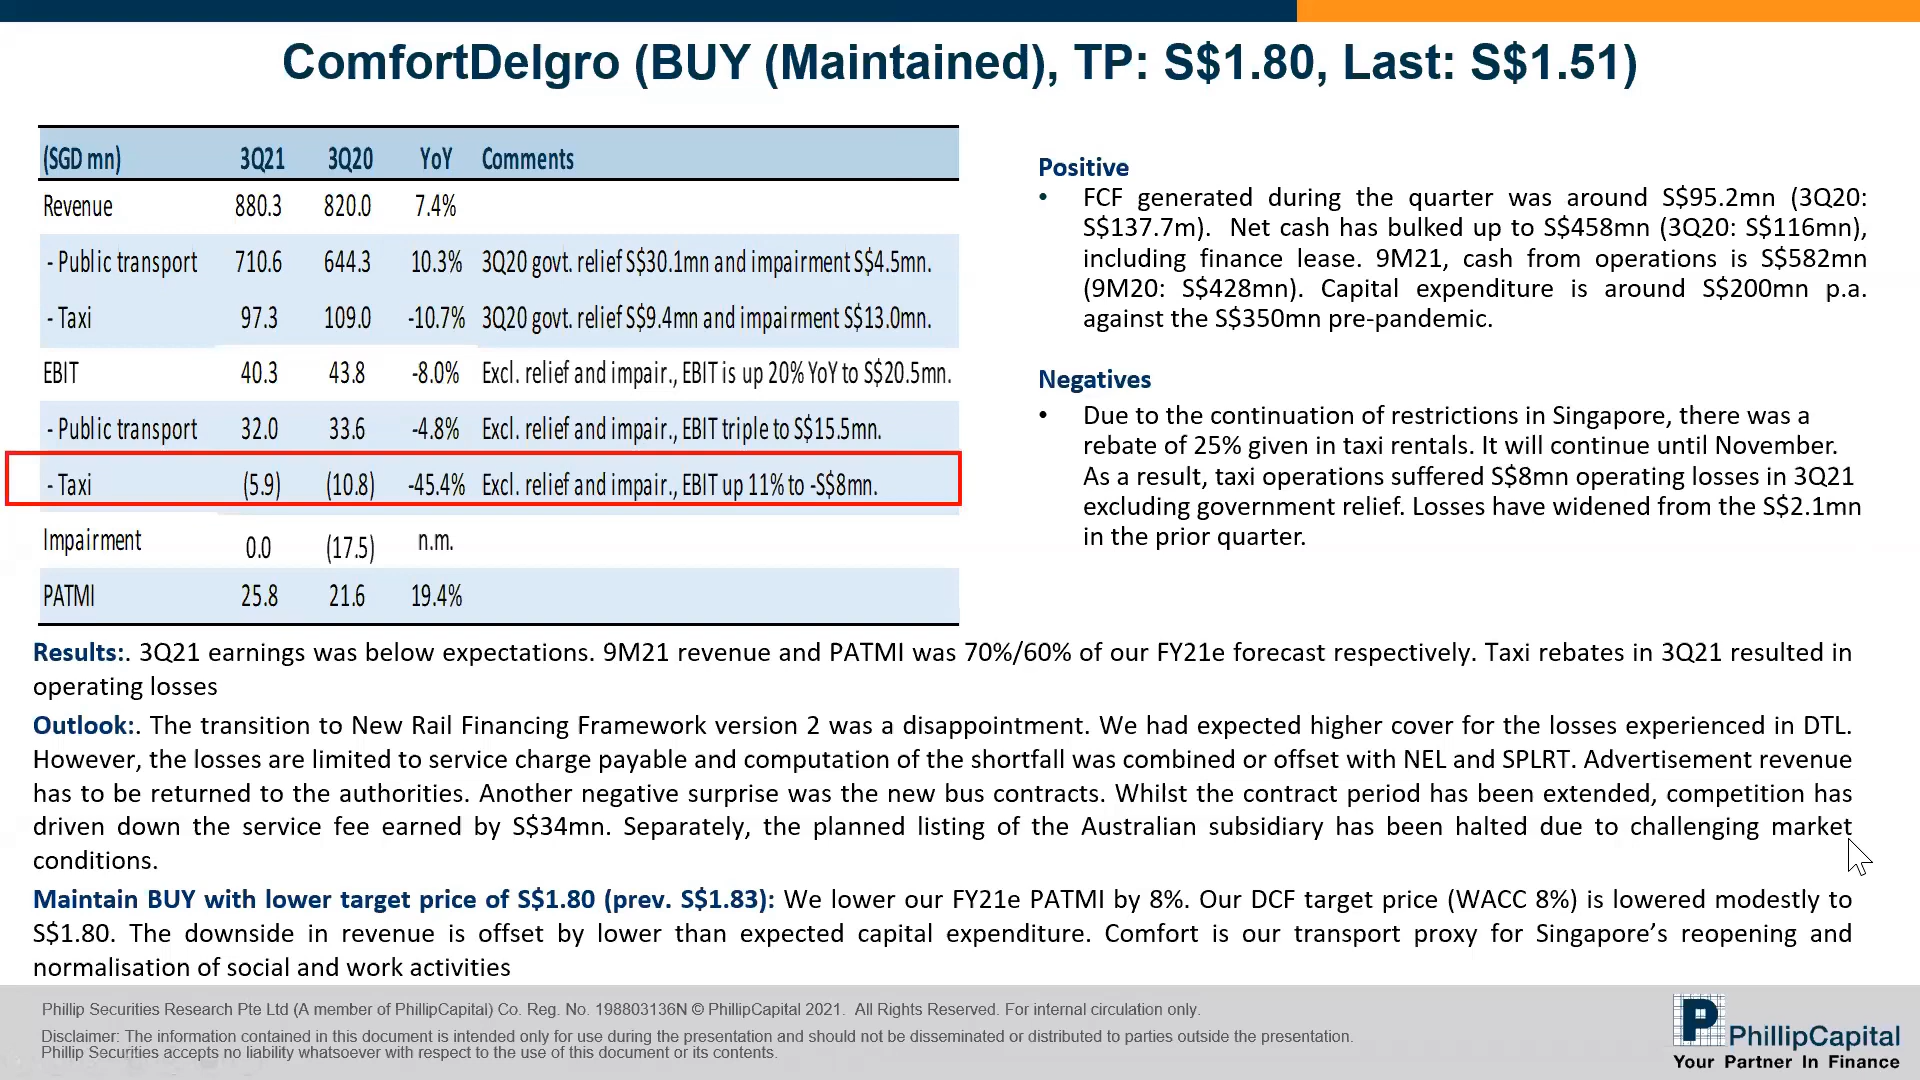 ComfortDelgro (BUY (Maintained), TP: S$1.80, Last: S$1.51)
(SGD mn) 3Q21 3Q20 YoY Comments
Revenue 880.3 820.0 7.4%
- Public transport 710.6 644.3 10.3% 3Q20 govt. relief S$30.1mn and impairment S$4.5mn.
- Taxi 97.3 109.0 -10.7% 3Q20 govt. relief S$9.4mn and impairment S$13.0mn.
EBIT 40.3 43.8 -8.0% Excl. relief and impair., EBIT is up 20% YoY to S$20.5mn.
- Public transport 32.0 33.6 -4.8% Excl. relief and impair., EBIT triple to S$15.5mn.
- Taxi (5.9) (10.8) -45.4% Excl. relief and impair., EBIT up 11% to -S$8mn.
Impairment 0.0 (17.5) n.m.
PATMI 25.8 21.6 19.4%
Positive
• FCF generated during the quarter was around S$95.2mn (3Q20:
S$137.7m). Net cash has bulked up to S$458mn (3Q20: S$116mn),
including finance lease. 9M21, cash from operations is S$582mn
(9M20: S$428mn). Capital expenditure is around S$200mn p.a.
against the S$350mn pre-pandemic.
Negatives
• Due to the continuation of restrictions in Singapore, there was a
rebate of 25% given in taxi rentals. It will continue until November.
As a result, taxi operations suffered S$8mn operating losses in 3Q21
excluding government relief. Losses have widened from the S$2.1mn
in the prior quarter.
Results:. 3Q21 earnings was below expectations. 9M21 revenue and PATMI was 70%/60% of our FY21e forecast respectively. Taxi rebates in 3Q21 resulted in
operating losses
Outlook:. The transition to New Rail Financing Framework version 2 was a disappointment. We had expected higher cover for the losses experienced in DTL.
However, the losses are limited to service charge payable and computation of the shortfall was combined or offset with NEL and SPLRT. Advertisement revenue
has to be returned to the authorities. Another negative surprise was the new bus contracts. Whilst the contract period has been extended, competition has
driven down the service fee earned by S$34mn. Separately, the planned listing of the Australian subsidiary has been halted due to challenging market
conditions.
Maintain BUY with lower target price of S$1.80 (prev. S$1.83): We lower our FY21e PATMI by 8%. Our DCF target price (WACC 8%) is lowered modestly to
S$1.80. The downside in revenue is offset by lower than expected capital expenditure. Comfort is our transport proxy for Singapore’s reopening and
normalisation of social and work activities
Phillip Securities Research Pte Ltd (A member of PhillipCapital) Co. Reg. No. 198803136N © PhillipCapital 2021. All Rights Reserved. For internal circulation only.
Disclaimer: The information contained in this document is intended only for use during the presentation and should not be disseminated or distributed to parties outside the presentation.
Phillip Securities accepts no liability whatsoever with respect to the use of this document or its contents.
PhillipCapital
Your Partner In Finance